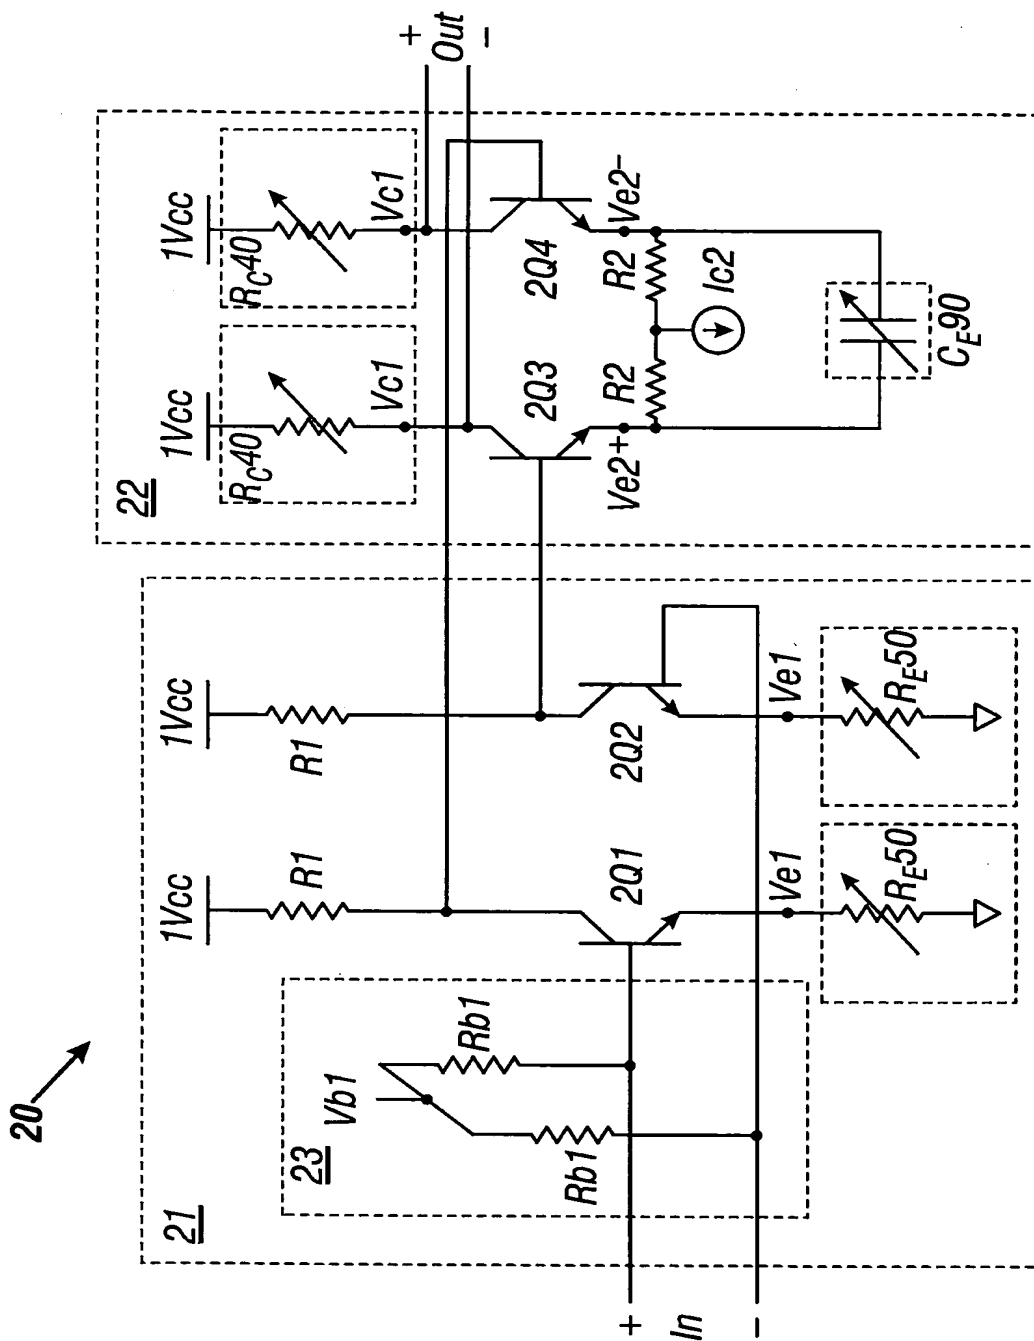 20
21
22
23
1Vcc
1Vcc
1Vcc
1Vcc
R1
R1
RC40
RC40
Vc1
Vc1
+
Out
-
Vb1
Rb1
Rb1
2Q1
2Q2
2Q3
2Q4
Ve2+
Ve2-
R2
R2
Ic2
CE90
+
In
-
Ve1
Ve1
RE50
RE50